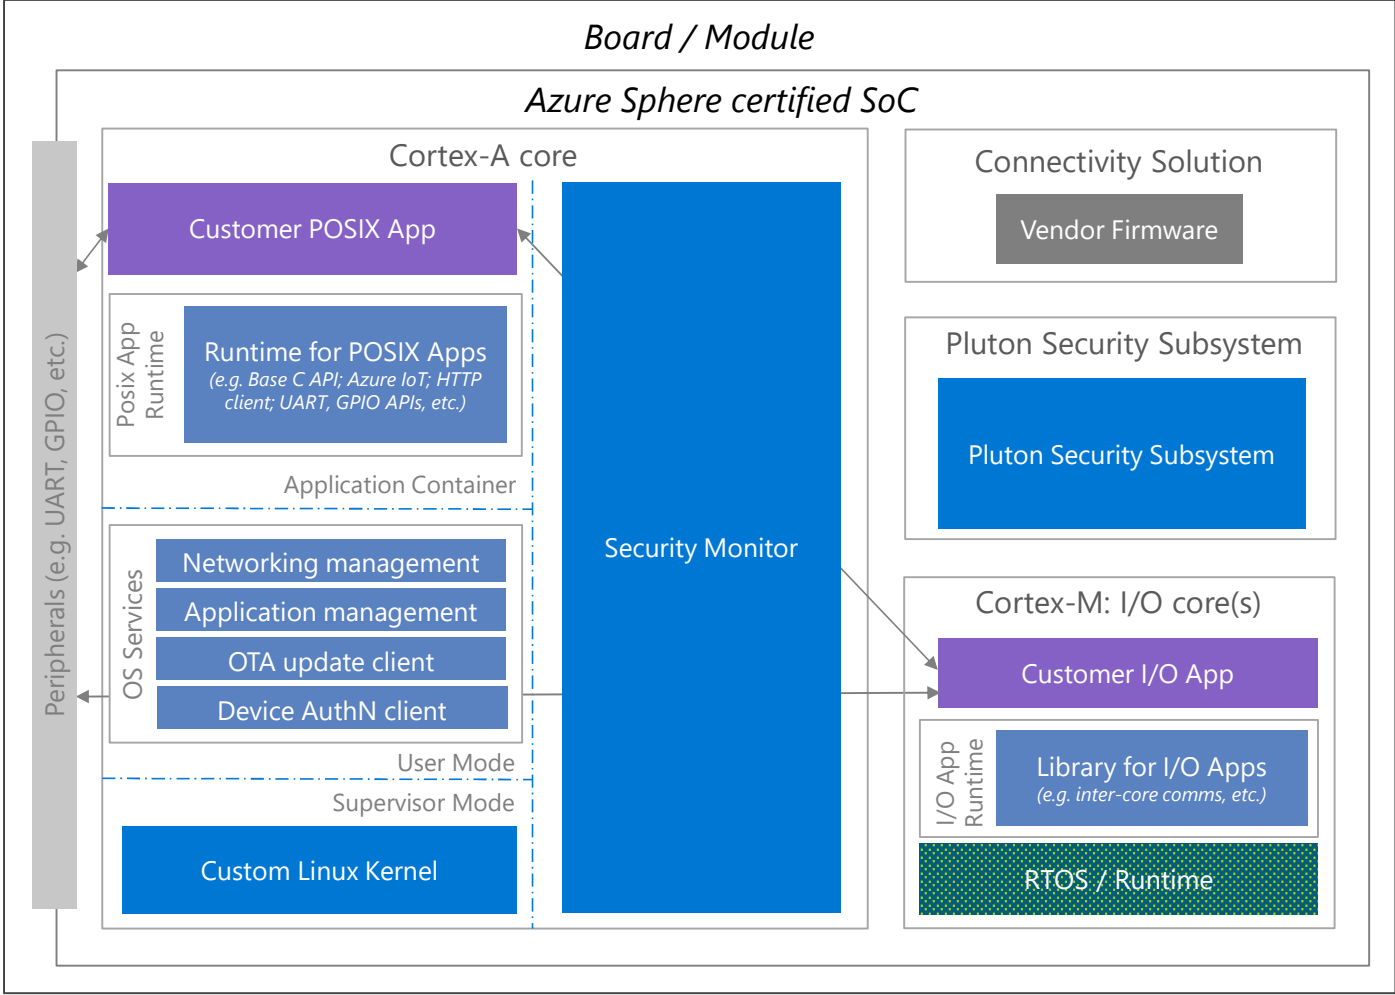 Board / Module
Azure Sphere certified SoC
Peripherals (e.g. UART, GPIO, etc.)
Cortex-A core
Customer POSIX App
Posix App
Runtime
Runtime for POSIX Apps
(e.g. Base C API; Azure IoT; HTTP
client; UART, GPIO APIs, etc.)
Application Container
OS Services
Networking management
Application management
OTA update client
Device AuthN client
User Mode
Supervisor Mode
Custom Linux Kernel
Security Monitor
Connectivity Solution
Vendor Firmware
Pluton Security Subsystem
Pluton Security Subsystem
Cortex-M: I/O core(s)
Customer I/O App
I/O App
Runtime
Library for I/O Apps
(e.g. inter-core comms, etc.)
RTOS / Runtime